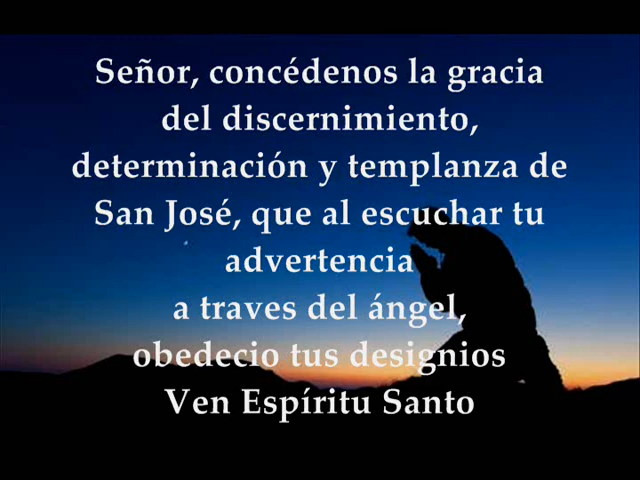 Señor, concédenos la gracia
del discernimiento,
determinación y templanza de
San José, que al escuchar tu
advertencia
a traves del ángel,
obedecio tus designios
Ven Espíritu Santo